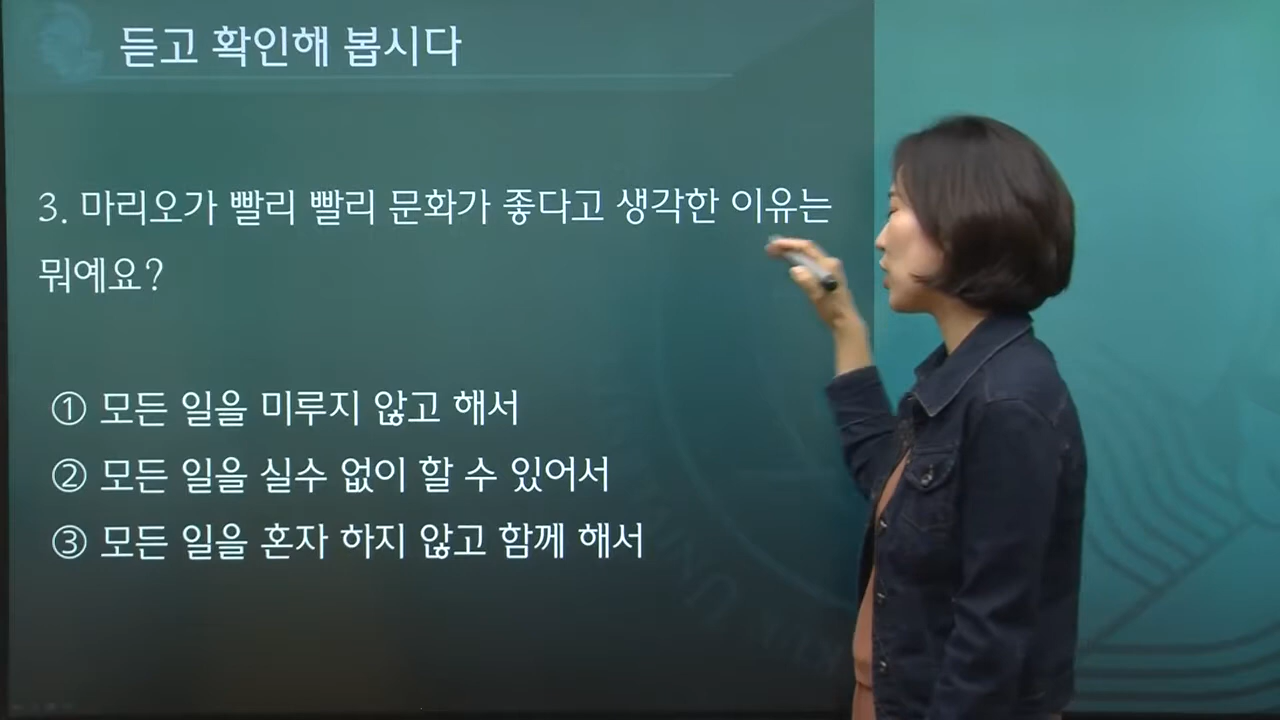 듣고 확인해 봅시다
3. 마리오가 빨리 빨리 문화가 좋다고 생각한 이유는
뭐예요?
① 모든 일을 미루지 않고 해서
② 모든 일을 실수 없이 할 수 있어서
③ 모든 일을 혼자 하지 않고 함께 해서